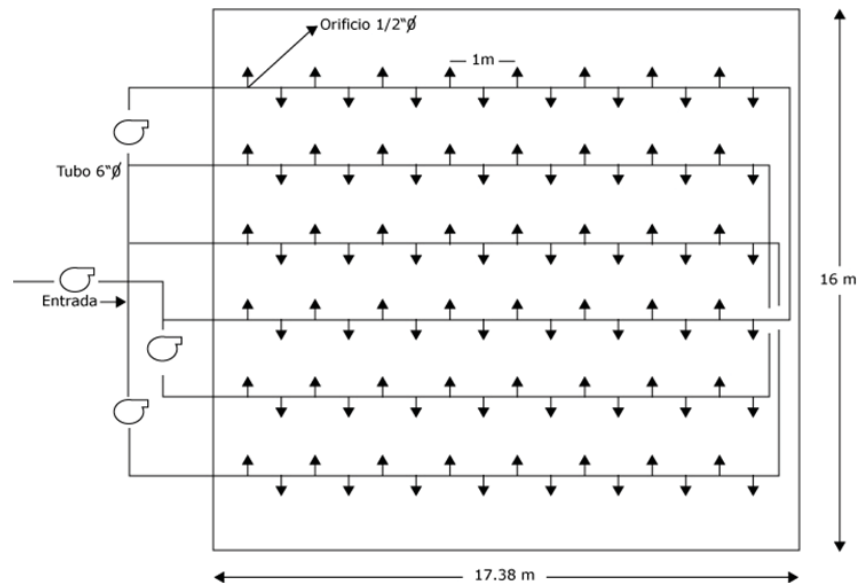 Orificio 1/2"Ø
1m
Tubo 6"Ø
Entrada
16 m
17.38 m